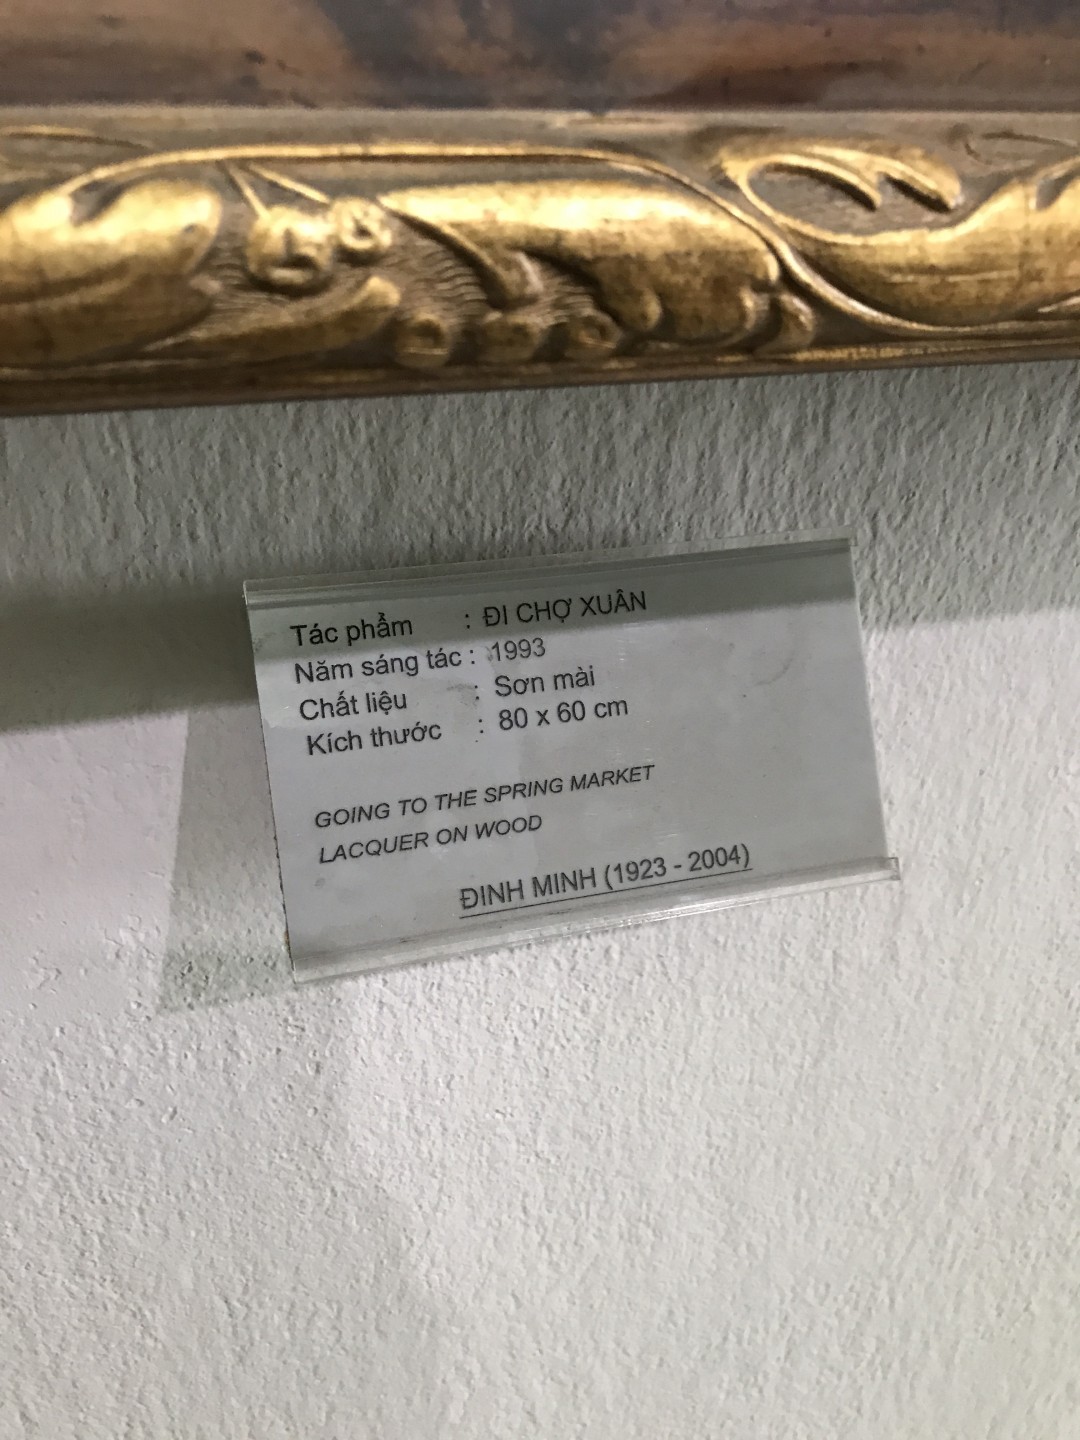 Tác phẩm : ĐI CHỢ XUÂN
Năm sáng tác : 1993
Chất liệu : Sơn mài
Kích thước : 80 x 60 cm
GOING TO THE SPRING MARKET
LACQUER ON WOOD
ĐINH MINH (1923 - 2004)